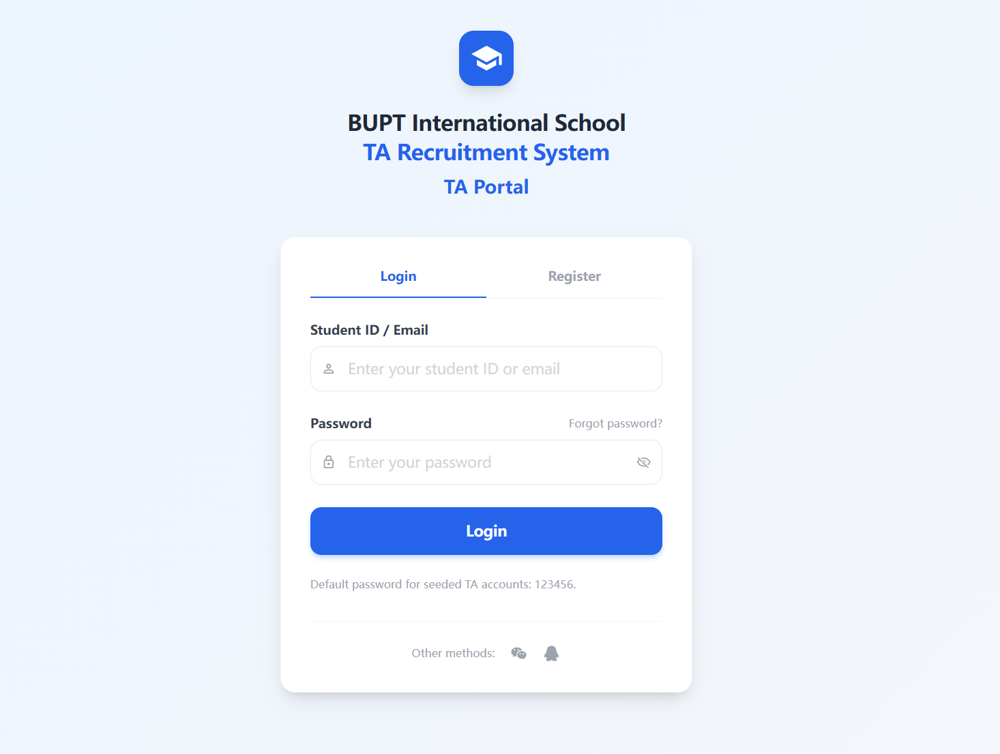 BUPT International School
TA Recruitment System
TA Portal
Login
Register
Student ID / Email
Enter your student ID or email
Password
Forgot password?
Enter your password
Login
Default password for seeded TA accounts: 123456.
Other methods: